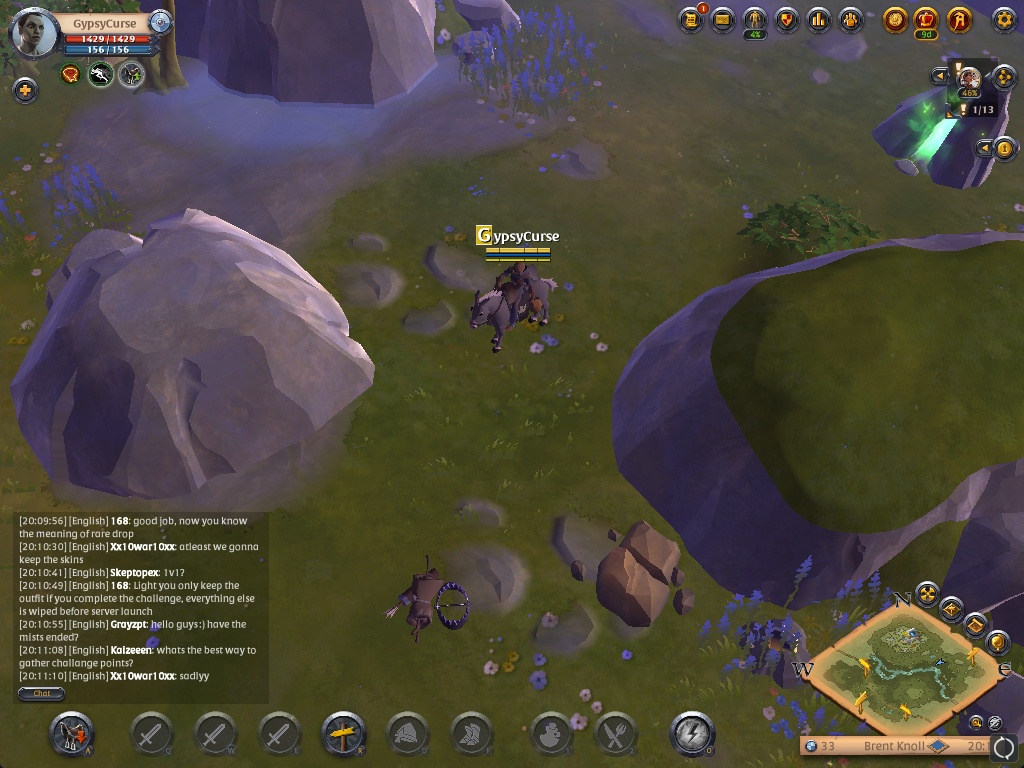 GypsyCurse
1429 / 1429
156 / 156
1
4%
9d
46%
1/13
GypsyCurse
[20:09:56] [English] 168: good job, now you know
the meaning of rare drop
[20:10:30] [English] Xx10war10xx: atleast we gonna
keep the skins
[20:10:41] [English] Skeptopex: 1v1?
[20:10:49] [English] 168: Light you only keep the
outfit if you complete the challenge, everything else
is wiped before server launch
[20:10:55] [English] Grayzpt: hello guys:) have the
mists ended?
[20:11:08] [English] Kaizeeen: whats the best way to
gather challange points?
[20:11:10] [English] Xx10war10xx: sadlyy
Chat
N
W
E
A
Q
W
E
R
D
F
33
Brent Knoll
20: